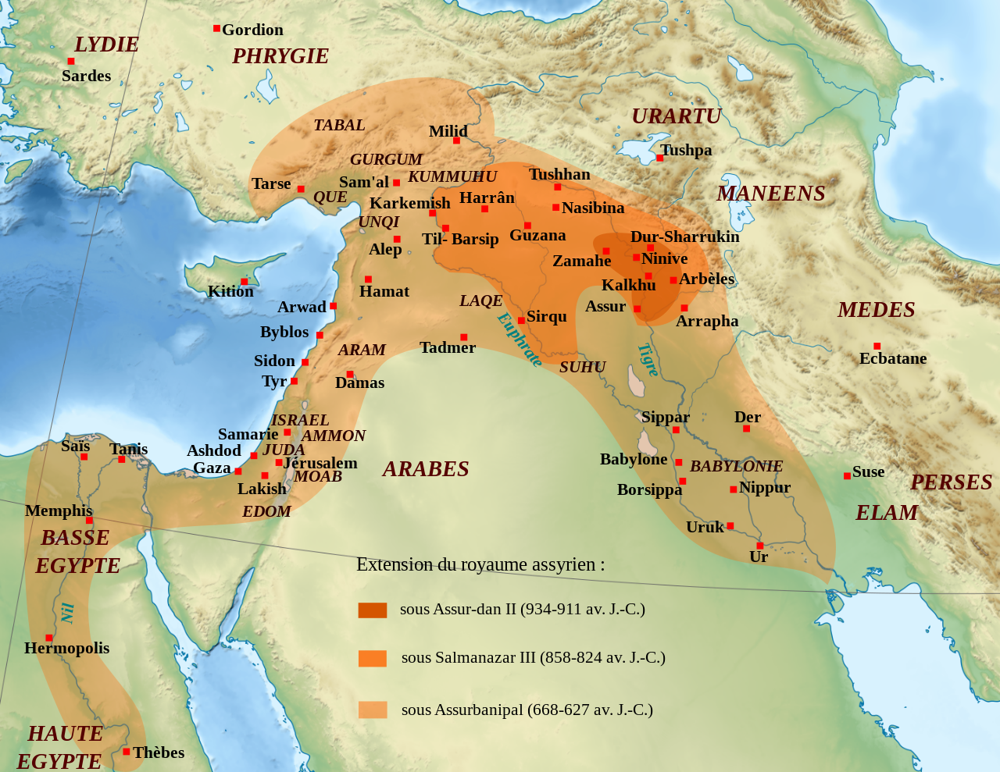 Gordion
LYDIE
PHRYGIE
Sardes
URARTU
TABAL
Milid
Tushpa
GURGUM
KUMMUHU
Tushhan
Tarse
Sam'al
MANEENS
QUE
Karkemish
Harrân
Nasibina
UNQI
Til- Barsip
Guzana
Dur-Sharrukin
Alep
Zamahe
Ninive
Kition
Hamat
Kalkhu
Arbèles
Arwad
LAQE
Assur
MEDES
Sirqu
Arrapha
Byblos
Euphrate
ARAM
Tadmer
Tigre
Ecbatane
Sidon
SUHU
Tyr
Damas
ISRAEL
Sippar
Der
Samarie
AMMON
Saïs
Tanis
Ashdod
JUDA
Gaza
Jérusalem
MOAB
ARABES
Babylone
BABYLONIE
Suse
PERSES
Lakish
Borsippa
Nippur
Memphis
EDOM
ELAM
BASSE
EGYPTE
Uruk
Ur
Extension du royaume assyrien :
Nil
sous Assur-dan II (934-911 av. J.-C.)
Hermopolis
sous Salmanazar III (858-824 av. J.-C.)
sous Assurbanipal (668-627 av. J.-C.)
HAUTE
EGYPTE
Thèbes